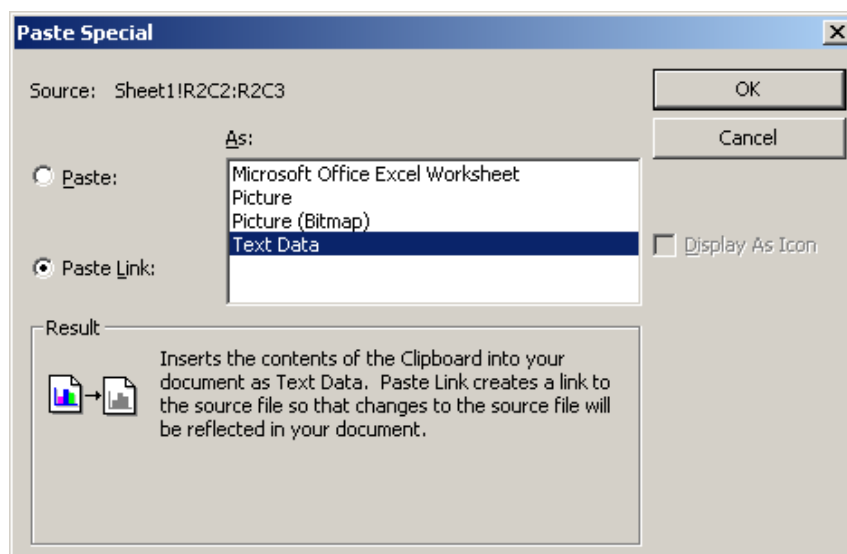 Paste Special
Source: Sheet1!R2C2:R2C3
OK
As:
Cancel
Paste:
Microsoft Office Excel Worksheet
Picture
Picture (Bitmap)
Text Data
Display As Icon
Paste Link:
Result
Inserts the contents of the Clipboard into your
document as Text Data. Paste Link creates a link to
the source file so that changes to the source file will
be reflected in your document.